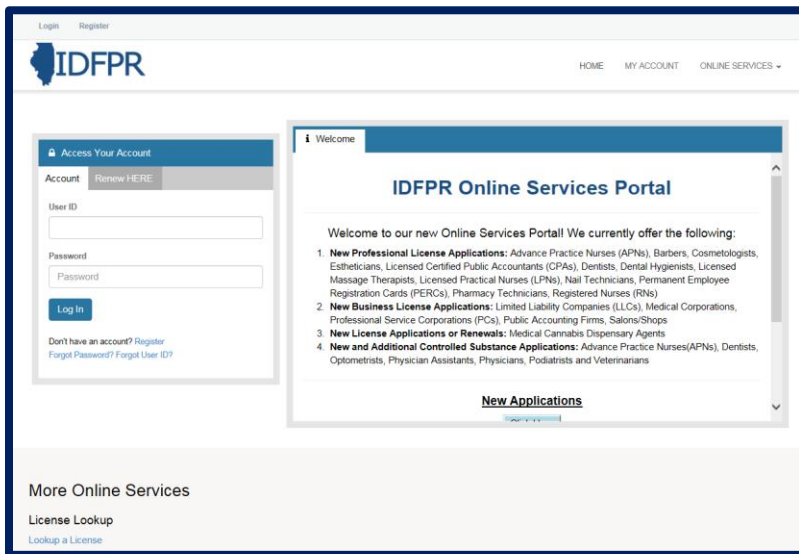 Login Register
IDFPR
HOME MY ACCOUNT ONLINE SERVICES
Access Your Account
Account Renew HERE
User ID
Password
Password
Log In
Don't have an account? Register
Forgot Password? Forgot User ID?
i Welcome
IDFPR Online Services Portal
Welcome to our new Online Services Portal! We currently offer the following:
1. New Professional License Applications: Advance Practice Nurses (APNs), Barbers, Cosmetologists,
Estheticians, Licensed Certified Public Accountants (CPAs), Dentists, Dental Hygienists, Licensed
Massage Therapists, Licensed Practical Nurses (LPNs), Nail Technicians, Permanent Employee
Registration Cards (PERCs), Pharmacy Technicians, Registered Nurses (RNs)
2. New Business License Applications: Limited Liability Companies (LLCs), Medical Corporations,
Professional Service Corporations (PCs), Public Accounting Firms, Salons/Shops
3. New License Applications or Renewals: Medical Cannabis Dispensary Agents
4. New and Additional Controlled Substance Applications: Advance Practice Nurses(APNs), Dentists,
Optometrists, Physician Assistants, Physicians, Podiatrists and Veterinarians
New Applications
More Online Services
License Lookup
Lookup a License